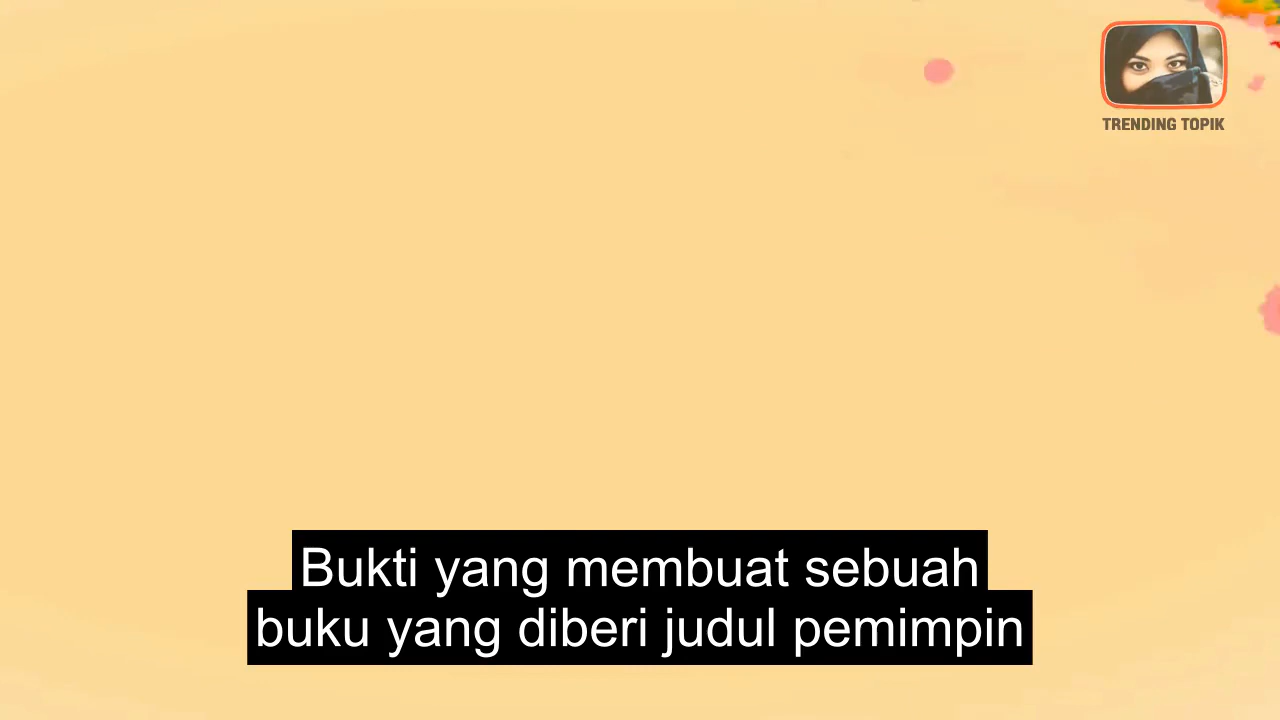 TRENDING TOPIK
Bukti yang membuat sebuah
buku yang diberi judul pemimpin